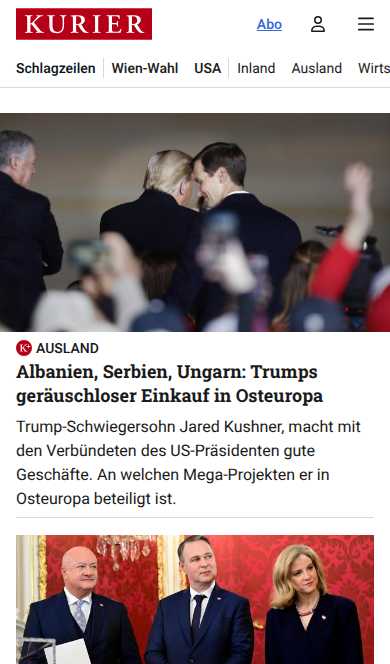 KURIER
Abo
Schlagzeilen
Wien-Wahl
USA
Inland
Ausland
Wirts
K+ AUSLAND
Albanien, Serbien, Ungarn: Trumps
geräuschloser Einkauf in Osteuropa
Trump-Schwiegersohn Jared Kushner, macht mit
den Verbündeten des US-Präsidenten gute
Geschäfte. An welchen Mega-Projekten er in
Osteuropa beteiligt ist.